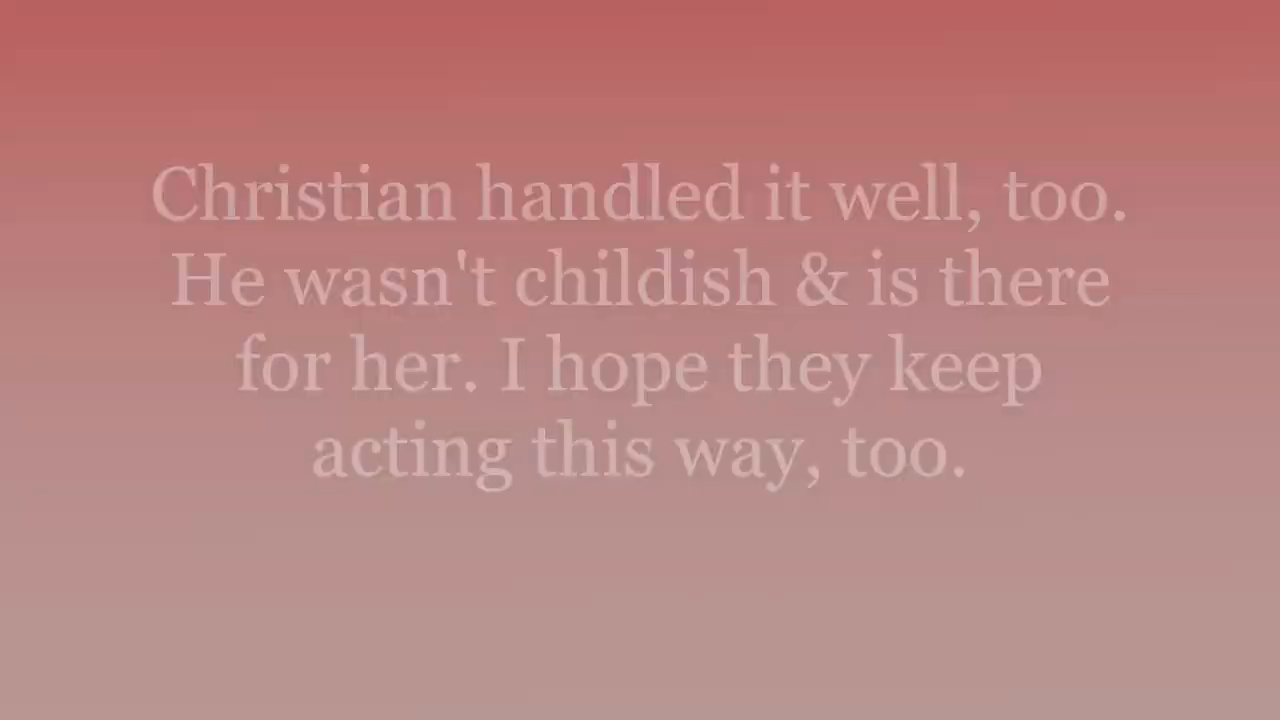 Christian handled it well, too.
He wasn't childish & is there
for her. I hope they keep
acting this way, too.